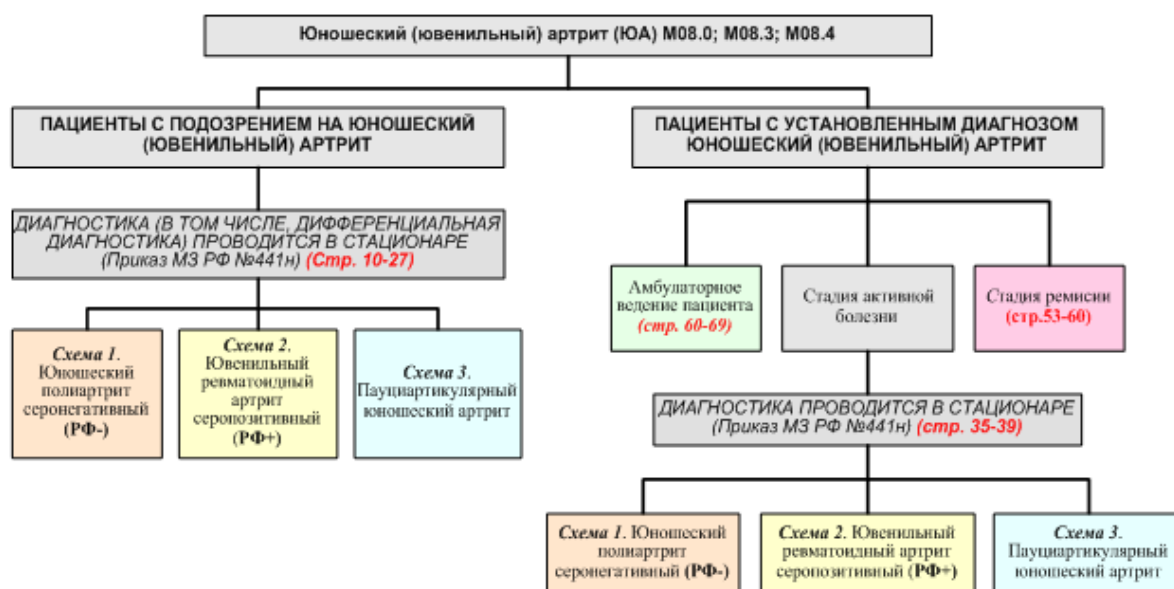 Юношеский (ювенильный) артрит (ЮА) М08.0; М08.3; М08.4
ПАЦИЕНТЫ С ПОДОЗРЕНИЕМ НА ЮНОШЕСКИЙ
(ЮВЕНИЛЬНЫЙ) АРТРИТ
ПАЦИЕНТЫ С УСТАНОВЛЕННЫМ ДИАГНОЗОМ
ЮНОШЕСКИЙ (ЮВЕНИЛЬНЫЙ) АРТРИТ
ДИАГНОСТИКА (В ТОМ ЧИСЛЕ, ДИФФЕРЕНЦИАЛЬНАЯ
ДИАГНОСТИКА) ПРОВОДИТСЯ В СТАЦИОНАРЕ
(Приказ МЗ РФ №441н) (Стр. 10-27)
Амбулаторное
ведение пациента
(стр. 60-69)
Стадия активной
болезни
Стадия ремисии
(стр.53-60)
Схема 1.
Юношеский
полиартрит
серонегативный
(РФ-)
Схема 2.
Ювенильный
ревматоидный
артрит
серопозитивный
(РФ+)
Схема 3.
Пауциартикулярный
юношеский артрит
ДИАГНОСТИКА ПРОВОДИТСЯ В СТАЦИОНАРЕ
(Приказ МЗ РФ №441н) (стр. 35-39)
Схема 1. Юношеский
полиартрит
серонегативный (РФ-)
Схема 2. Ювенильный
ревматоидный артрит
серопозитивный (РФ+)
Схема 3.
Пауциартикулярный
юношеский артрит